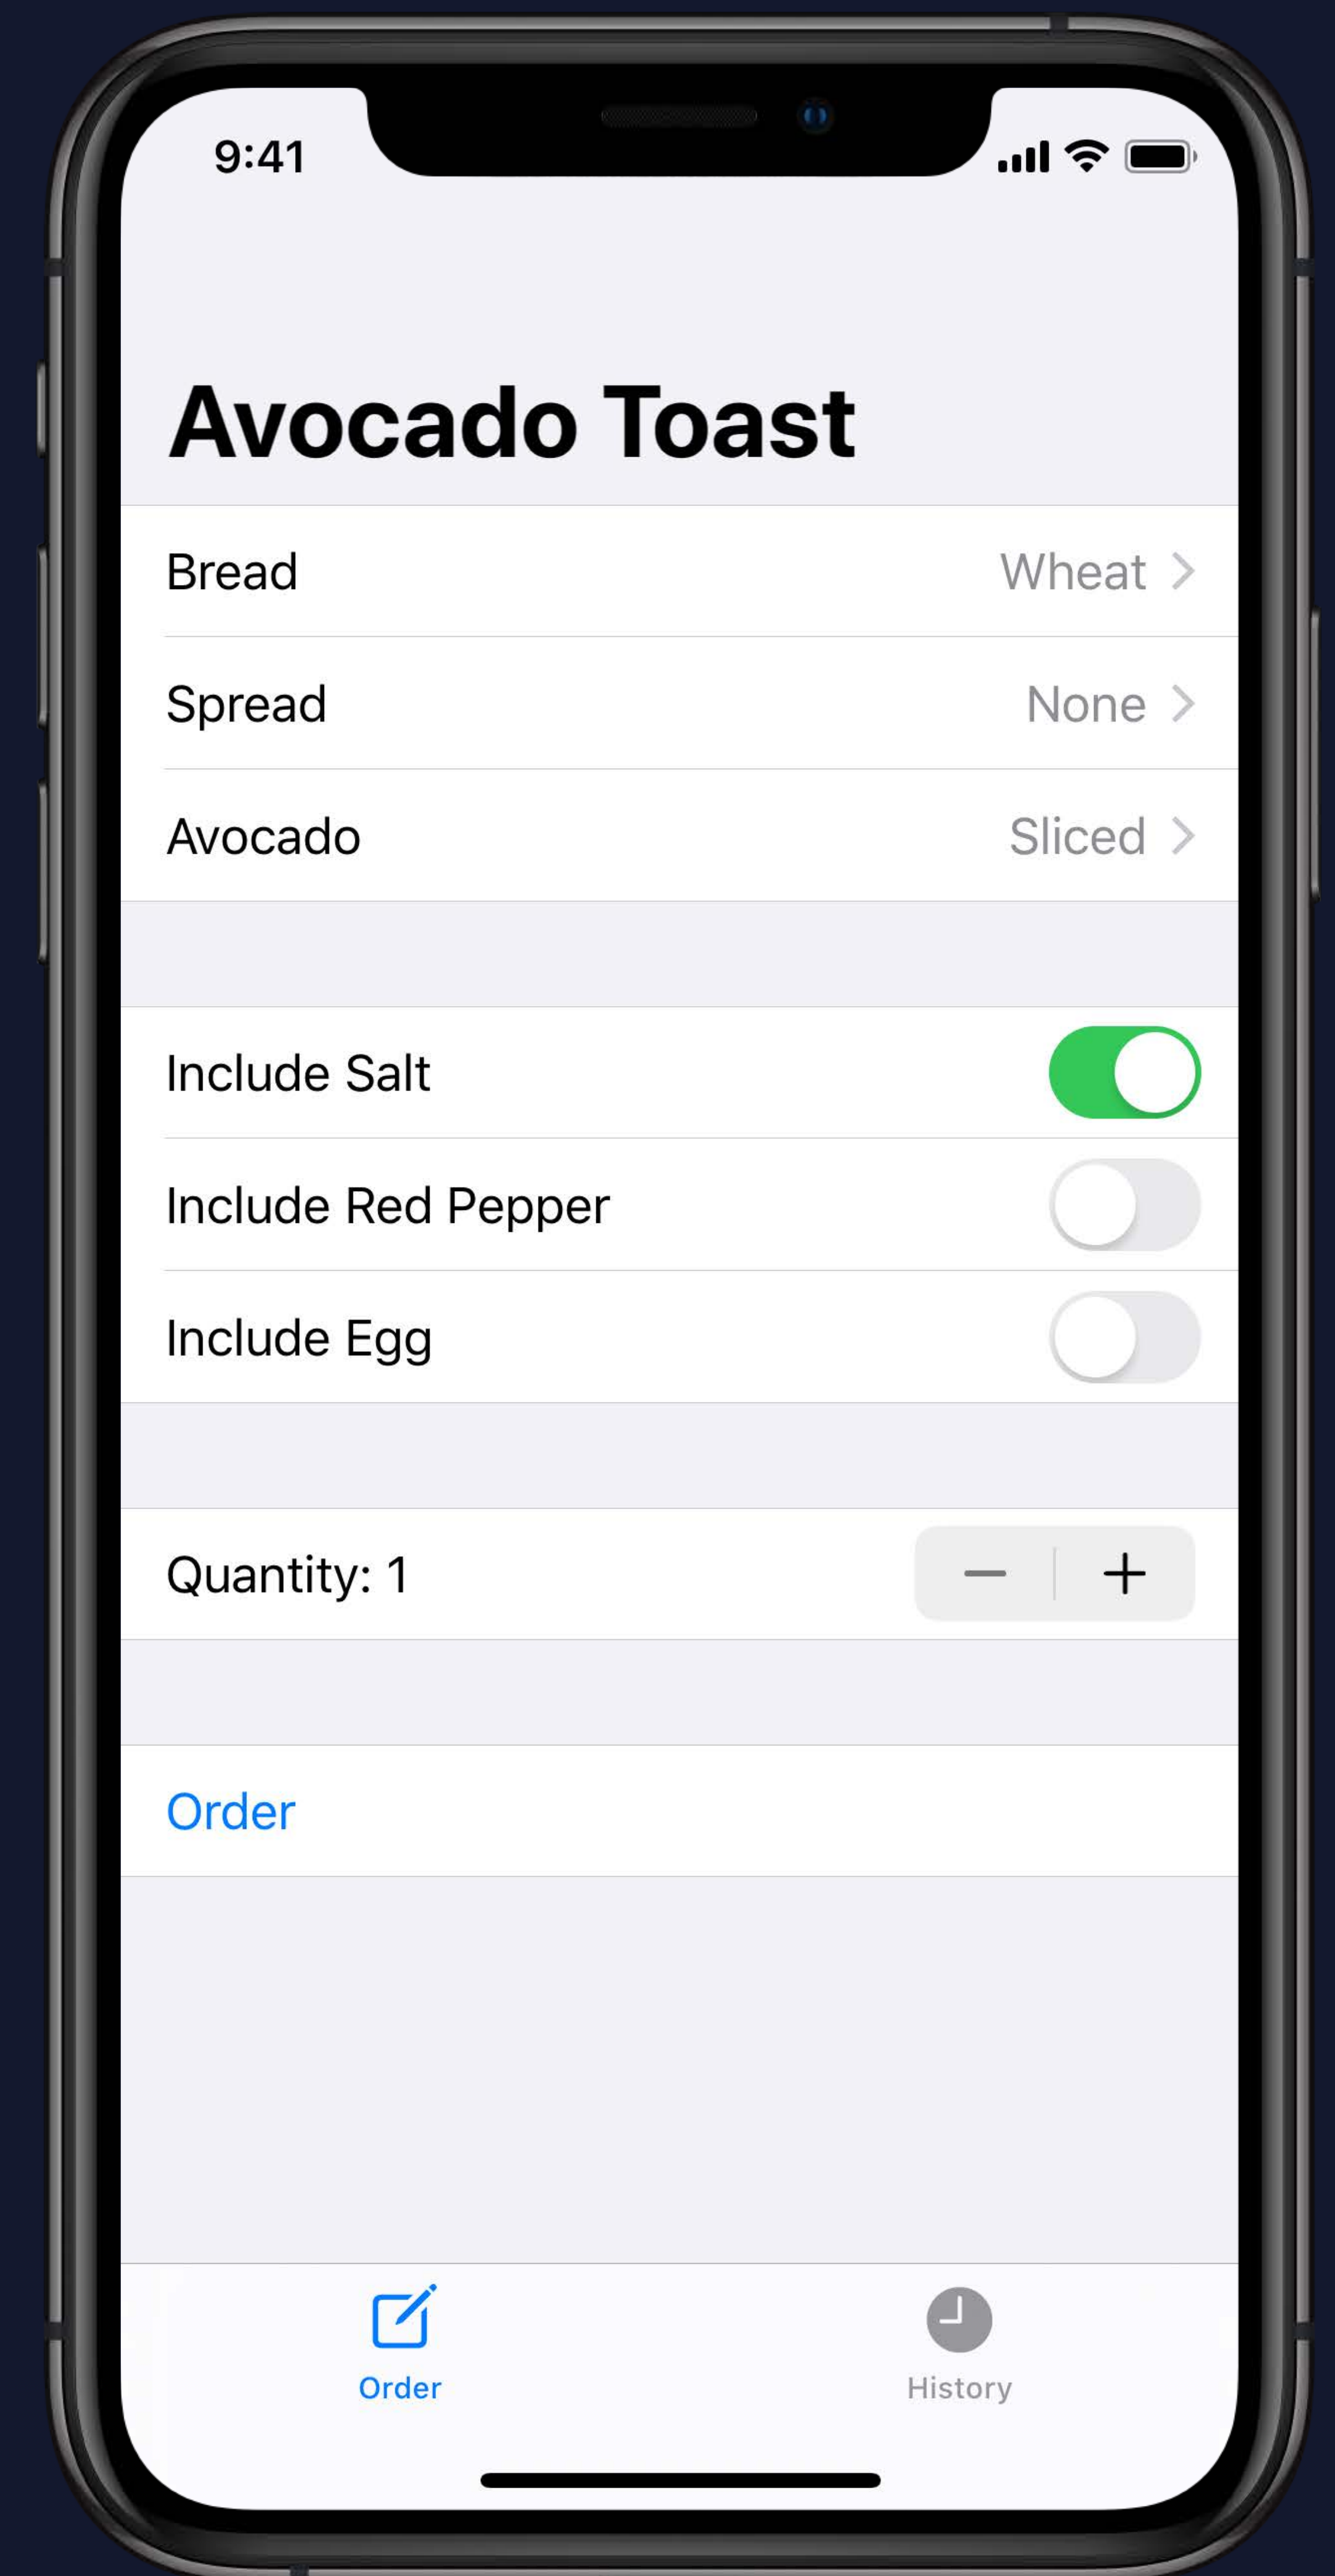 9:41
Avocado Toast
Bread Wheat
Spread None
Avocado Sliced
Include Salt
Include Red Pepper
Include Egg
Quantity: 1
Order
Order History